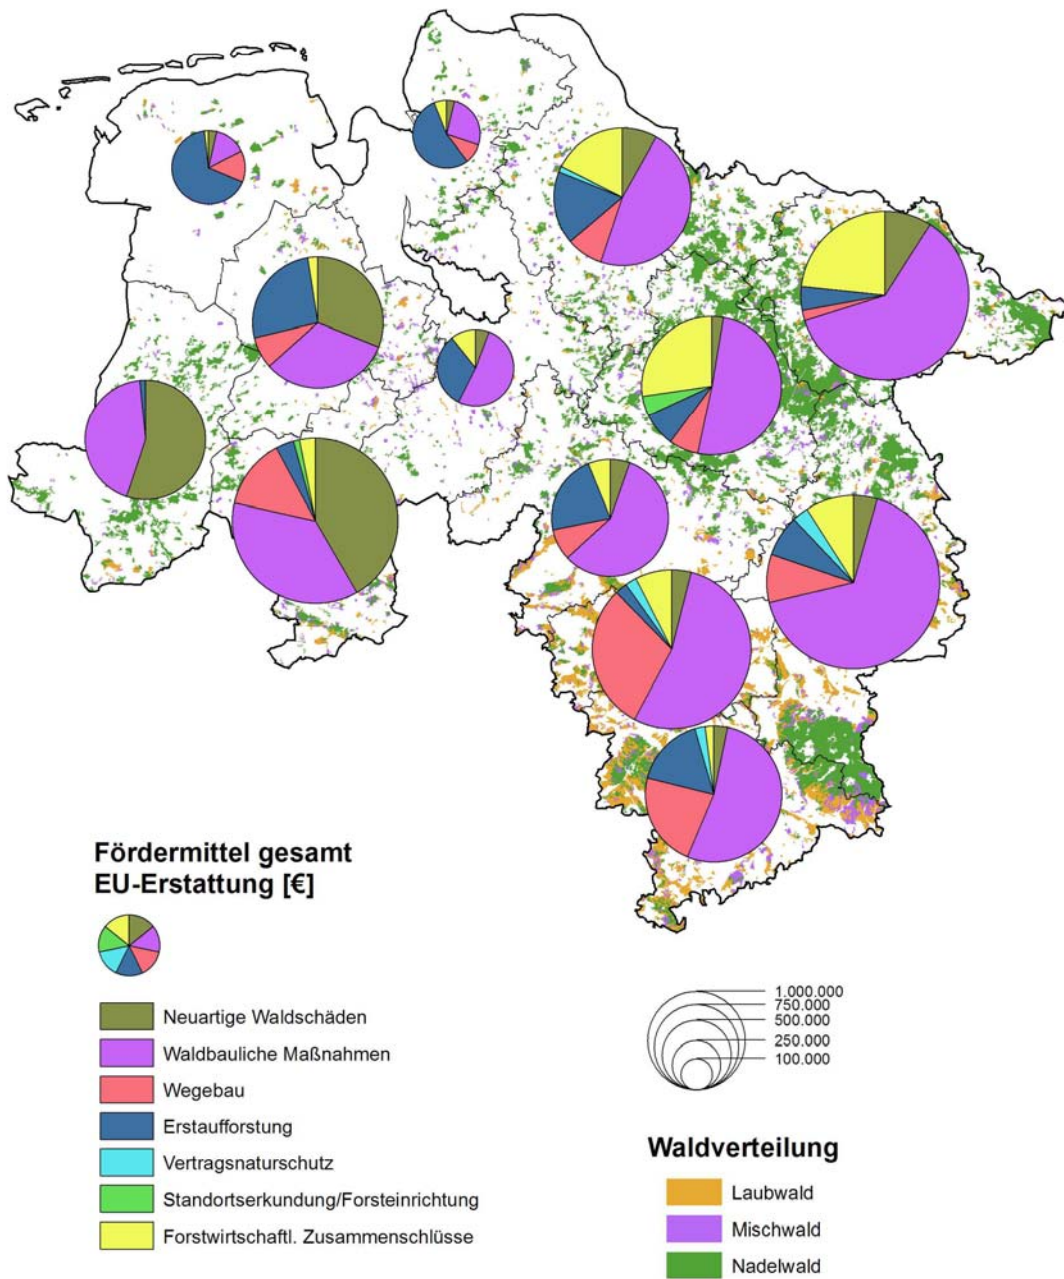 Fördermittel gesamt
EU-Erstattung [€]
Neuartige Waldschäden
Waldbauliche Maßnahmen
Wegebau
Erstaufforstung
Vertragsnaturschutz
Standortserkundung/Forsteinrichtung
Forstwirtschaftl. Zusammenschlüsse
1.000.000
750.000
500.000
250.000
100.000
Waldverteilung
Laubwald
Mischwald
Nadelwald